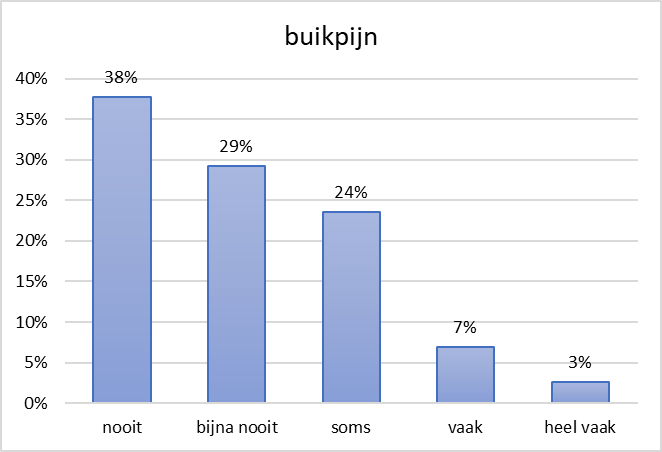 buikpijn
40%
35%
30%
25%
20%
15%
10%
5%
0%
38%
29%
24%
7%
3%
nooit
bijna nooit
soms
vaak
heel vaak